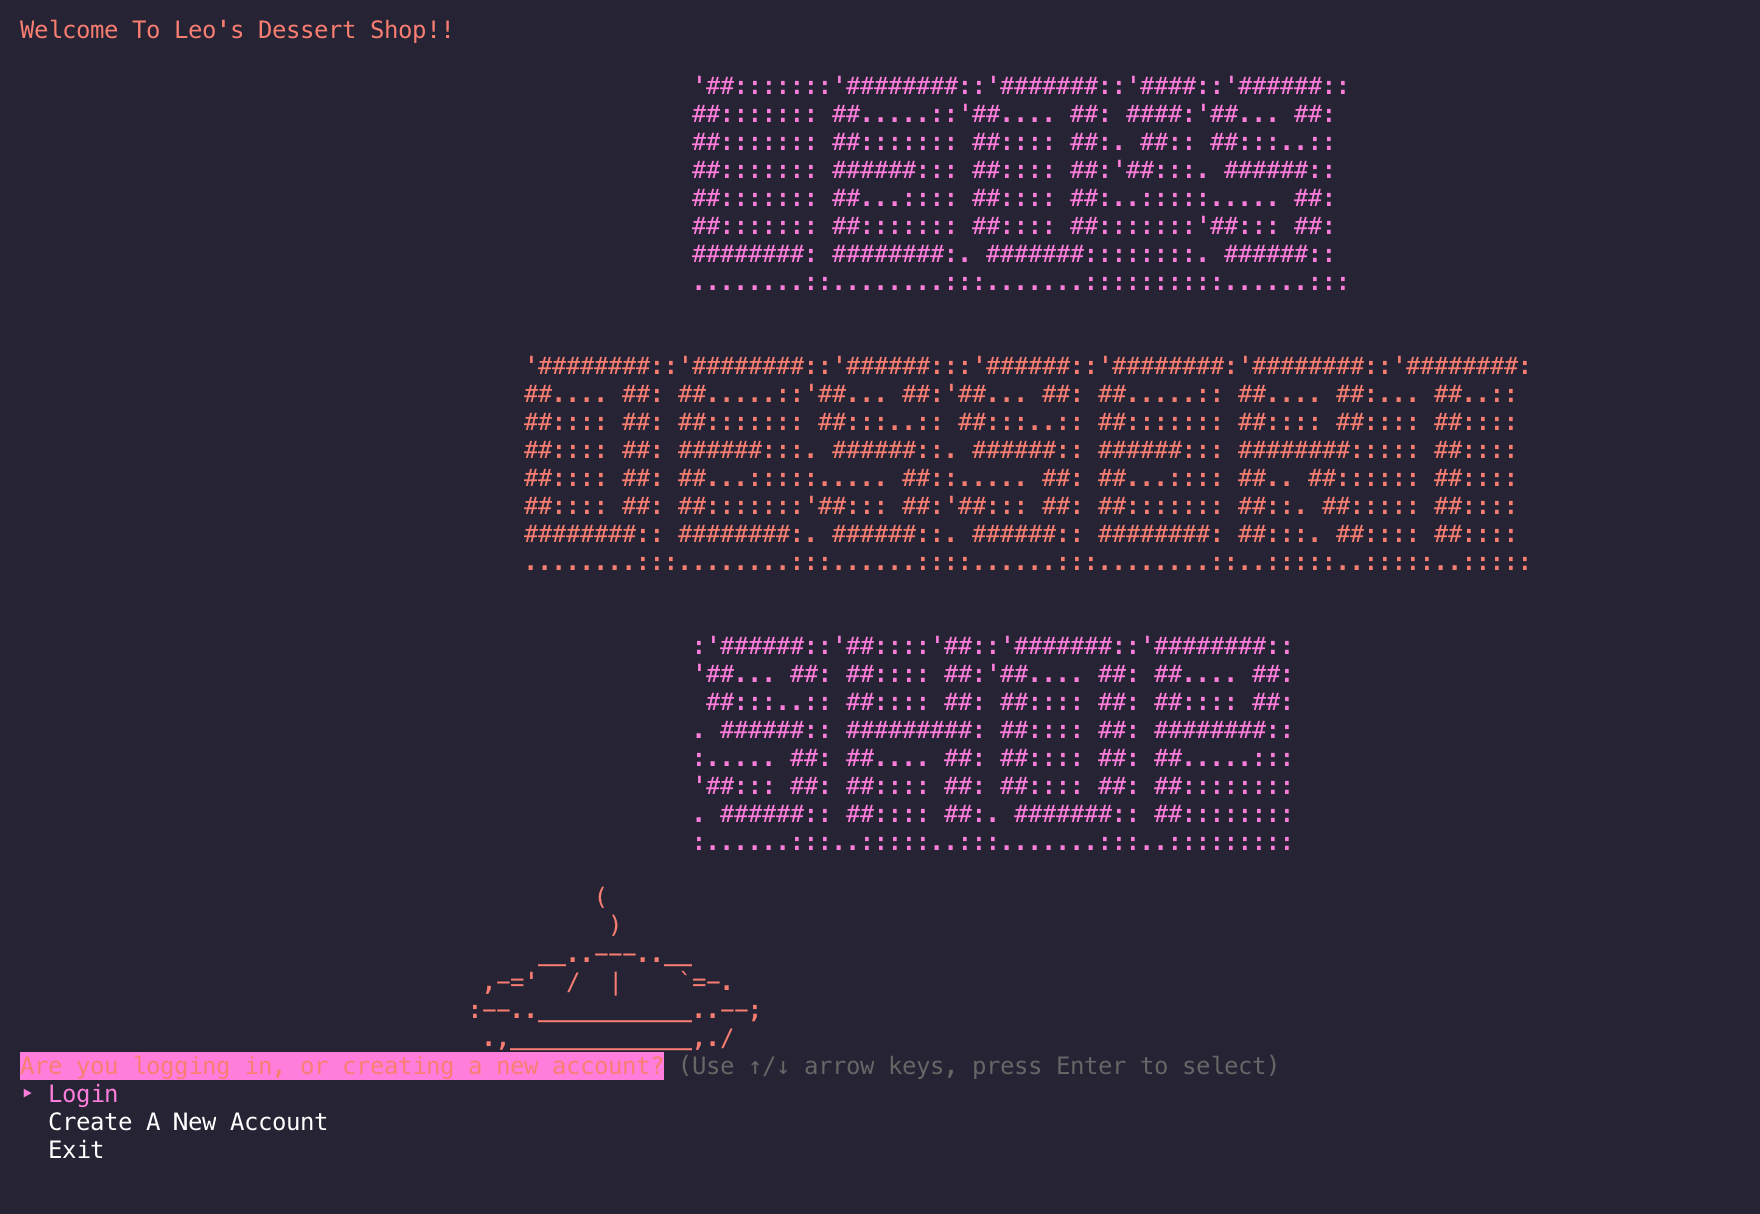 Welcome To Leo's Dessert Shop!!
'##:::::::'########::'#######::'####::'######::
##::::::: ##.....::'##.... ##: ####:'##... ##:
##::::::: ##::::::: ##:::: ##:. ##:: ##:::..::
##::::::: ######::: ##:::: ##:'##:::. ######::
##::::::: ##...:::: ##:::: ##:..:::::..... ##:
##::::::: ##::::::: ##:::: ##:::::::'##::: ##:
########: ########:. #######::::::::. ######::
........::........:::.......::::::::::......:::
'########::'########::'######:::'######::'########:'########::'########:
##.... ##: ##.....::'##... ##:'##... ##: ##.....:: ##.... ##:... ##..::
##:::: ##: ##::::::: ##:::..:: ##:::..:: ##::::::: ##:::: ##:::: ##::::
##:::: ##: ######:::. ######::. ######:: ######::: ########::::: ##::::
##:::: ##: ##...:::::..... ##::..... ##: ##...:::: ##.. ##:::::: ##::::
##:::: ##: ##:::::::'##::: ##:'##::: ##: ##::::::: ##::. ##::::: ##::::
########:: ########:. ######::. ######:: ########: ##:::. ##:::: ##::::
........:::........:::......::::......:::........::..:::::..:::::..:::::
:'######::'##::::'##::'#######::'########::
'##... ##: ##:::: ##:'##.... ##: ##.... ##:
 ##:::..:: ##:::: ##: ##:::: ##: ##:::: ##:
. ######:: #########: ##:::: ##: ########::
:..... ##: ##.... ##: ##:::: ##: ##.....:::
'##::: ##: ##:::: ##: ##:::: ##: ##::::::::
. ######:: ##:::: ##:. #######:: ##::::::::
:......:::..:::::..:::.......:::..:::::::::
(
)
__..---..__
,-='  /  |    `=-.
:--..___________..--;
.,_____________,./
Are you logging in, or creating a new account? (Use ↑/↓ arrow keys, press Enter to select)
‣ Login
Create A New Account
Exit